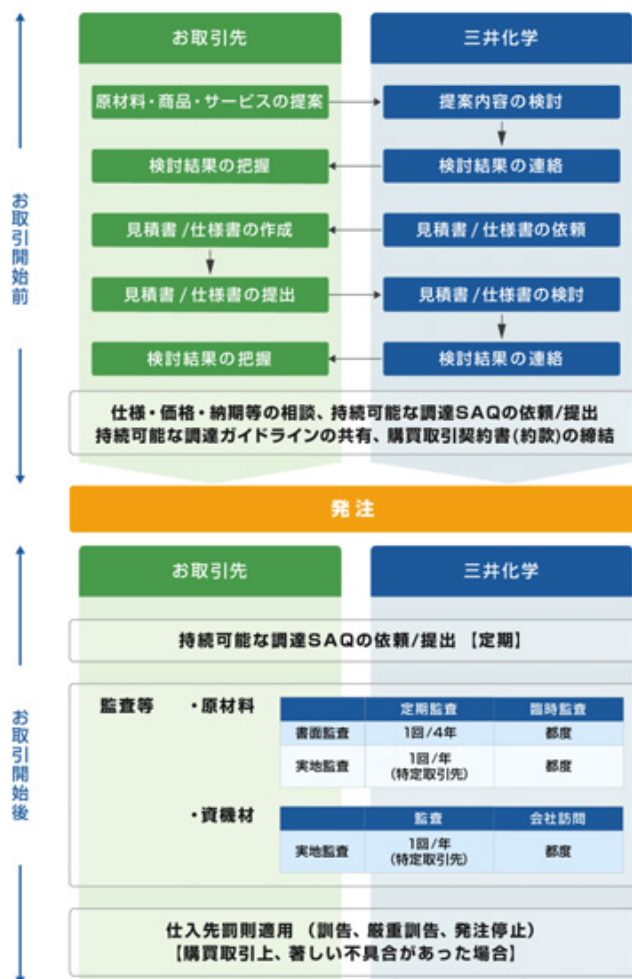 お取引開始前
お取引先
三井化学
原材料・商品・サービスの提案
提案内容の検討
検討結果の把握
検討結果の連絡
見積書/仕様書の作成
見積書/仕様書の依頼
見積書/仕様書の提出
見積書/仕様書の検討
検討結果の把握
検討結果の連絡
仕様・価格・納期等の相談、持続可能な調達SAQの依頼/提出
持続可能な調達ガイドラインの共有、購買取引契約書(約款)の締結
発注
お取引開始後
お取引先
三井化学
持続可能な調達SAQの依頼/提出 【定期】
監査等 ・原材料
定期監査 臨時監査
書面監査 1回/4年 都度
実地監査 1回/年 都度
(特定取引先)
・資機材
監査 会社訪問
実地監査 1回/年 都度
(特定取引先)
仕入先罰則適用 (訓告、厳重訓告、発注停止)
【購買取引上、著しい不具合があった場合】